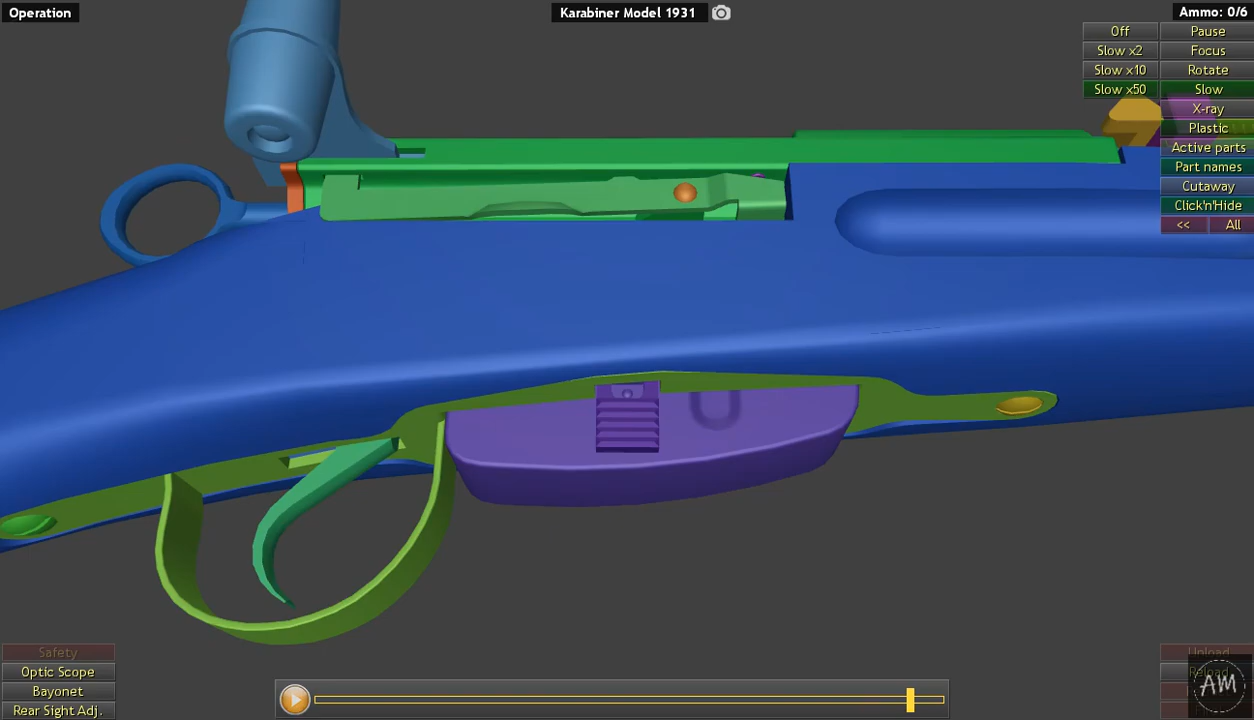 Operation
Karabiner Model 1931
Ammo: 0/6
Off
Pause
Slow x2
Focus
Slow x10
Rotate
Slow x50
Slow
X-ray
Plastic
Active parts
Part names
Cutaway
Click'n'Hide
<< All
Safety
Optic Scope
Bayonet
Rear Sight Adj.
Unload
Reload
AM